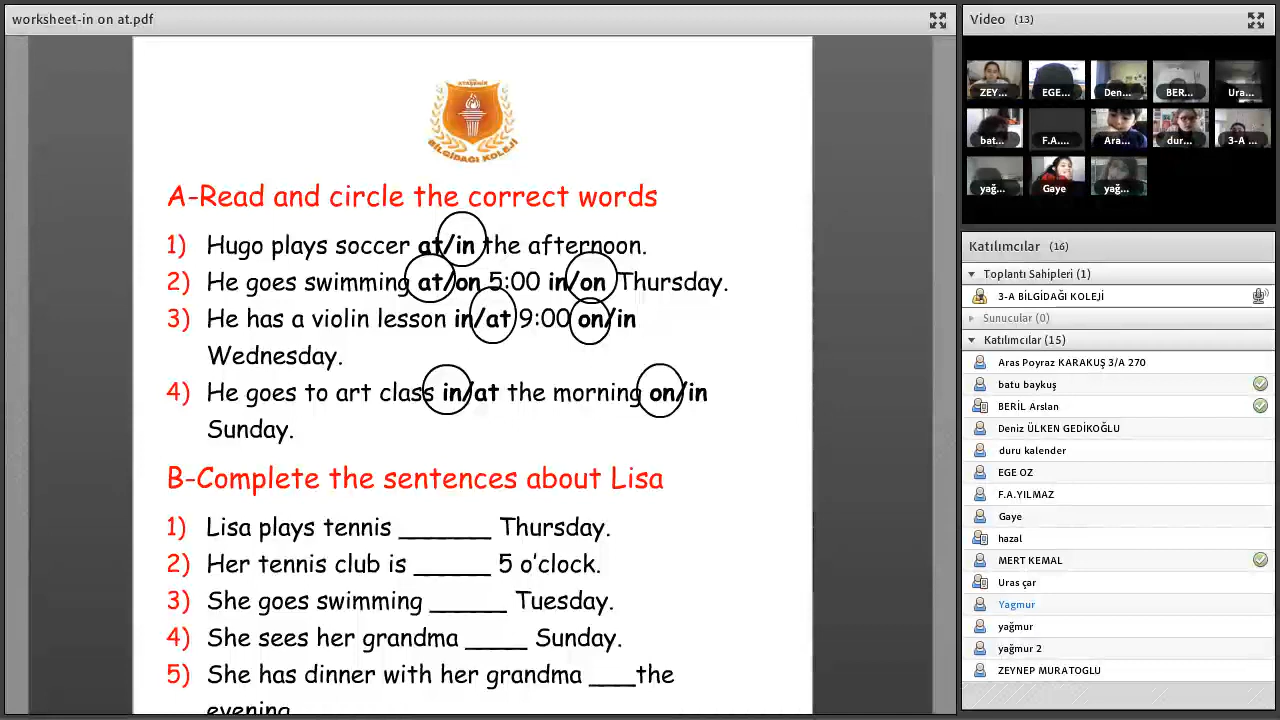 worksheet-in on at.pdf
BİLGİDAĞI KOLEJİ
A-Read and circle the correct words
1) Hugo plays soccer at/in the afternoon.
2) He goes swimming at/on 5:00 in/on Thursday.
3) He has a violin lesson in/at 9:00 on/in
Wednesday.
4) He goes to art class in/at the morning on/in
Sunday.
B-Complete the sentences about Lisa
1) Lisa plays tennis _______ Thursday.
2) Her tennis club is ______ 5 o’clock.
3) She goes swimming ______ Tuesday.
4) She sees her grandma ____ Sunday.
5) She has dinner with her grandma ___the
evening
Video (13)
ZEY... EGE... Den... BER... Ura...
bat... F.A.... Ara... dur... 3-A ...
yağ... Gaye yağ...
Katılımcılar (16)
Toplantı Sahipleri (1)
3-A BİLGİDAĞI KOLEJİ
Sunucular (0)
Katılımcılar (15)
Aras Poyraz KARAKUŞ 3/A 270
batu baykuş
BERİL Arslan
Deniz ÜLKEN GEDİKOĞLU
duru kalender
EGE OZ
F.A.YILMAZ
Gaye
hazal
MERT KEMAL
Uras çar
Yagmur
yağmur
yağmur 2
ZEYNEP MURATOGLU